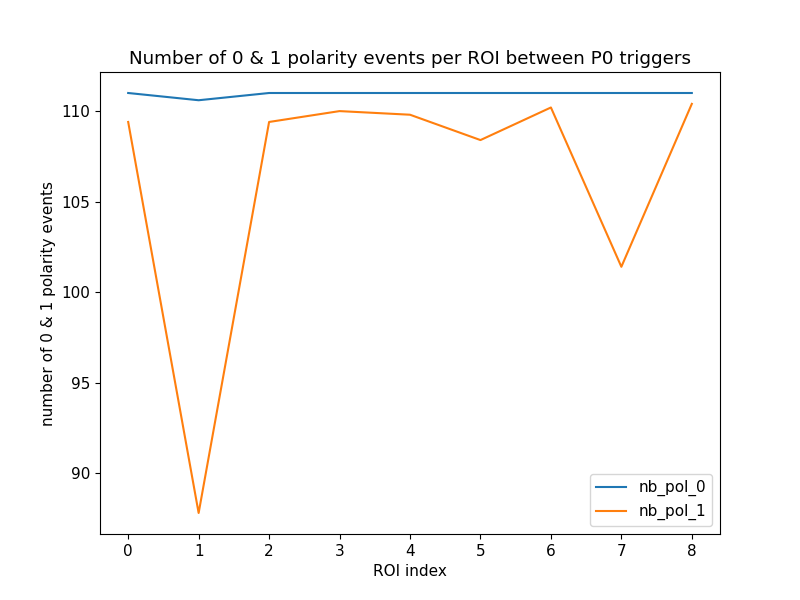 Number of 0 & 1 polarity events per ROI between P0 triggers
number of 0 & 1 polarity events
110
105
100
95
90
nb_pol_0
nb_pol_1
0 1 2 3 4 5 6 7 8
ROI index